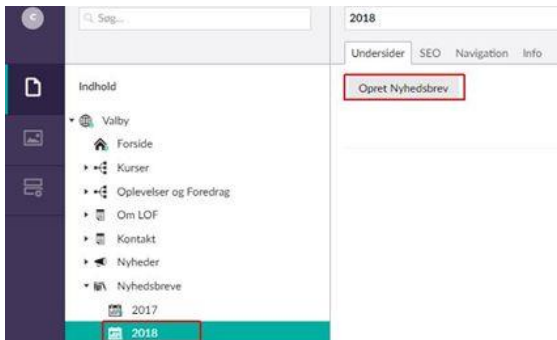 C
Søg...
2018
Undersider SEO Navigation Info
Opret Nyhedsbrev
Indhold
Valby
Forside
Kurser
Oplevelser og Foredrag
Om LOF
Kontakt
Nyheder
Nyhedsbreve
2017
2018